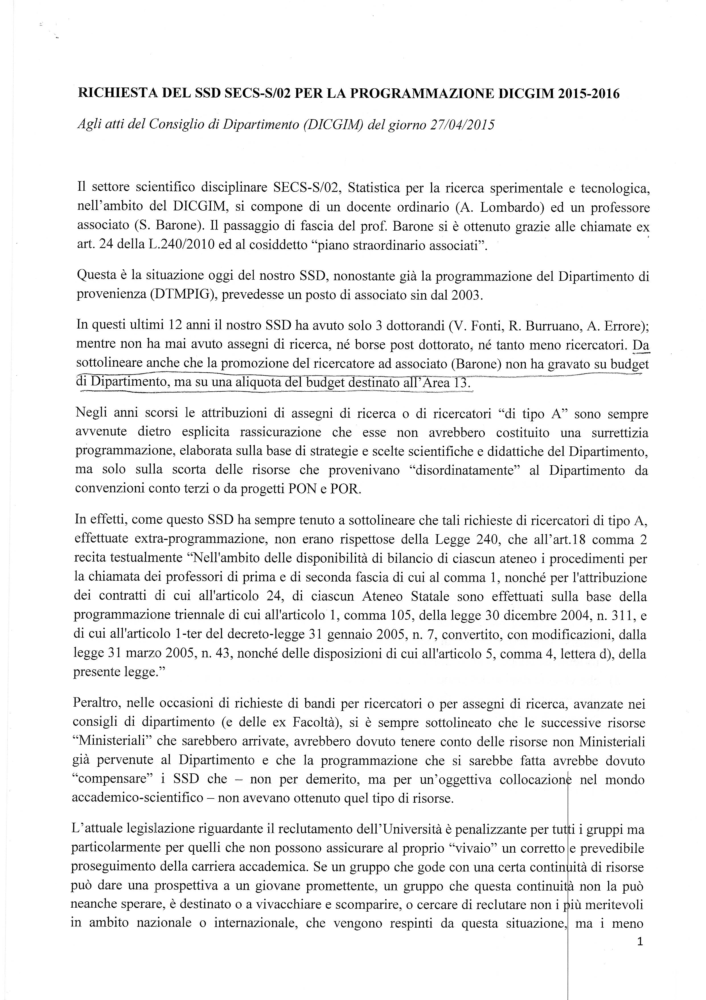 RICHIESTA DEL SSD SECS-S/02 PER LA PROGRAMMAZIONE DICGIM 2015-2016
Agli atti del Consiglio di Dipartimento (DICGIM) del giorno 27/04/2015
Il settore scientifico disciplinare SECS-S/02, Statistica per la ricerca sperimentale e tecnologica,
nell’ambito del DICGIM, si compone di un docente ordinario (A. Lombardo) ed un professore
associato (S. Barone). Il passaggio di fascia del prof. Barone si è ottenuto grazie alle chiamate ex
art. 24 della L.240/2010 ed al cosiddetto “piano straordinario associati”.
Questa è la situazione oggi del nostro SSD, nonostante già la programmazione del Dipartimento di
provenienza (DTMPIG), prevedesse un posto di associato sin dal 2003.
In questi ultimi 12 anni il nostro SSD ha avuto solo 3 dottorandi (V. Fonti, R. Burruano, A. Errore);
mentre non ha mai avuto assegni di ricerca, né borse post dottorato, né tanto meno ricercatori. Da
sottolineare anche che la promozione del ricercatore ad associato (Barone) non ha gravato su budget
di Dipartimento, ma su una aliquota del budget destinato all’Area 13.
Negli anni scorsi le attribuzioni di assegni di ricerca o di ricercatori “di tipo A” sono sempre
avvenute dietro esplicita rassicurazione che esse non avrebbero costituito una surrettizia
programmazione, elaborata sulla base di strategie e scelte scientifiche e didattiche del Dipartimento,
ma solo sulla scorta delle risorse che provenivano “disordinatamente” al Dipartimento da
convenzioni conto terzi o da progetti PON e POR.
In effetti, come questo SSD ha sempre tenuto a sottolineare che tali richieste di ricercatori di tipo A,
effettuate extra-programmazione, non erano rispettose della Legge 240, che all’art.18 comma 2
recita testualmente “Nell'ambito delle disponibilità di bilancio di ciascun ateneo i procedimenti per
la chiamata dei professori di prima e di seconda fascia di cui al comma 1, nonché per l'attribuzione
dei contratti di cui all'articolo 24, di ciascun Ateneo Statale sono effettuati sulla base della
programmazione triennale di cui all'articolo 1, comma 105, della legge 30 dicembre 2004, n. 311, e
di cui all'articolo 1-ter del decreto-legge 31 gennaio 2005, n. 7, convertito, con modificazioni, dalla
legge 31 marzo 2005, n. 43, nonché delle disposizioni di cui all'articolo 5, comma 4, lettera d), della
presente legge.”
Peraltro, nelle occasioni di richieste di bandi per ricercatori o per assegni di ricerca, avanzate nei
consigli di dipartimento (e delle ex Facoltà), si è sempre sottolineato che le successive risorse
“Ministeriali” che sarebbero arrivate, avrebbero dovuto tenere conto delle risorse non Ministeriali
già pervenute al Dipartimento e che la programmazione che si sarebbe fatta avrebbe dovuto
“compensare” i SSD che – non per demerito, ma per un’oggettiva collocazione nel mondo
accademico-scientifico – non avevano ottenuto quel tipo di risorse.
L’attuale legislazione riguardante il reclutamento dell’Università è penalizzante per tutti i gruppi ma
particolarmente per quelli che non possono assicurare al proprio “vivaio” un corretto e prevedibile
proseguimento della carriera accademica. Se un gruppo che gode con una certa continuità di risorse
può dare una prospettiva a un giovane promettente, un gruppo che questa continuità non la può
neanche sperare, è destinato o a vivacchiare e scomparire, o cercare di reclutare non i più meritevoli
in ambito nazionale o internazionale, che vengono respinti da questa situazione, ma i meno
1